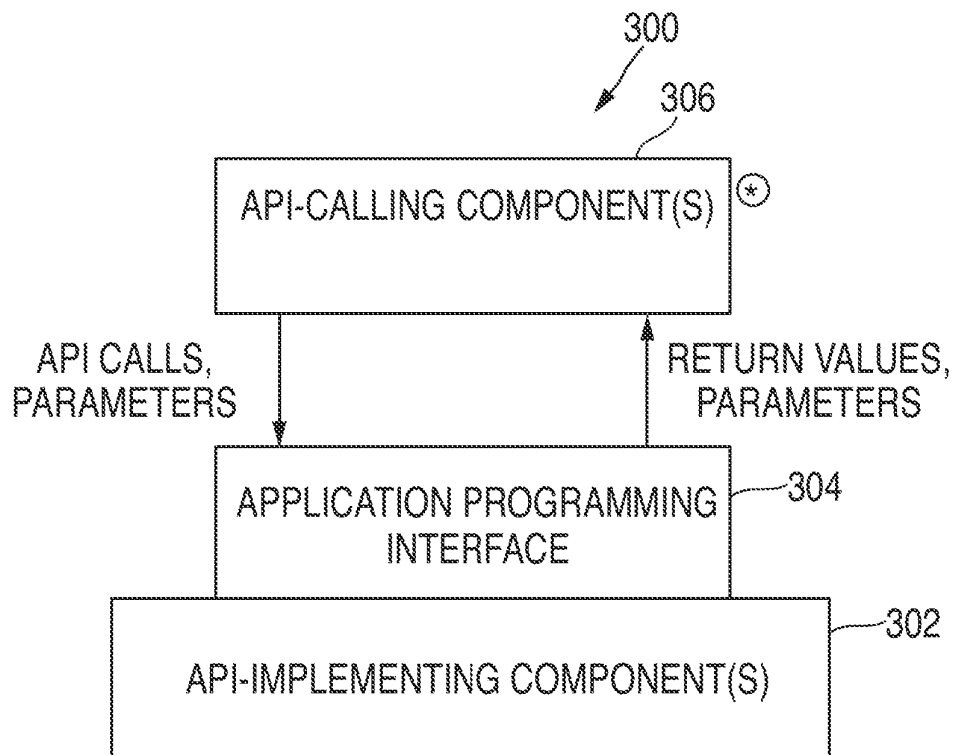 300
306
API-CALLING COMPONENT(S)
*
API CALLS,
PARAMETERS
RETURN VALUES,
PARAMETERS
APPLICATION PROGRAMMING
INTERFACE
304
302
API-IMPLEMENTING COMPONENT(S)